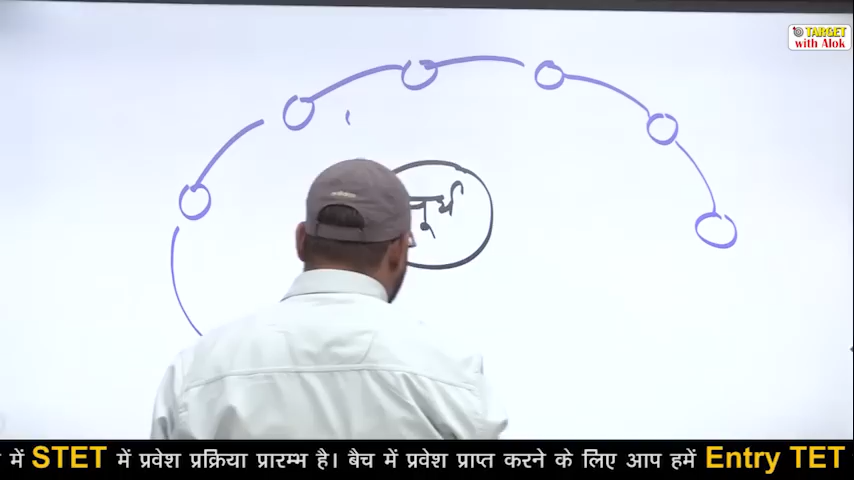 TARGET
with Alok
में STET में प्रवेश प्रक्रिया प्रारम्भ है। बैच में प्रवेश प्राप्त करने के लिए आप हमें Entry TET